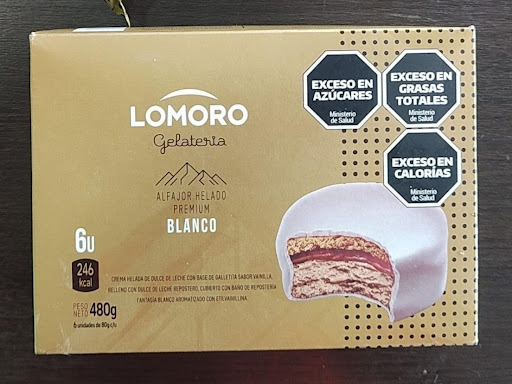 LOMORO
Gelateria
ALFAJOR HELADO
PREMIUM
BLANCO
6U
246
kcal
CREMA HELADA DE DULCE DE LECHE CON BASE DE GALLETITA SABOR VAINILLA,
RELLENO CON DULCE DE LECHE REPOSTERO, CUBIERTO CON BAÑO DE REPOSTERÍA
FANTASÍA BLANCO AROMATIZADO CON ETILVAINILLINA.
PESO
NETO 480g
6 unidades de 80g c/u
EXCESO EN
AZÚCARES
Ministerio
de Salud
EXCESO EN
GRASAS
TOTALES
Ministerio
de Salud
EXCESO EN
CALORÍAS
Ministerio
de Salud